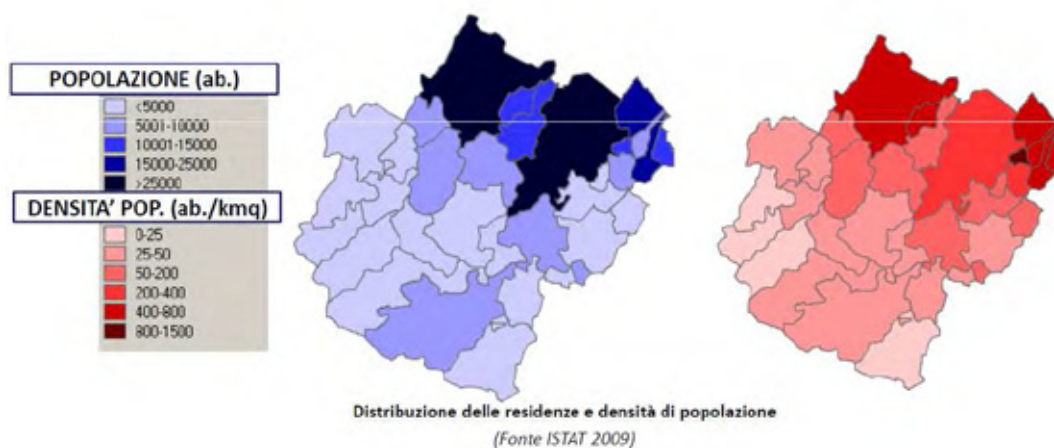 POPOLAZIONE (ab.)
<5000
5001-10000
10001-15000
15000-25000
>25000
DENSITA' POP. (ab./kmq)
0-25
25-50
50-200
200-400
400-800
800-1500
Distribuzione delle residenze e densità di popolazione
(Fonte ISTAT 2009)